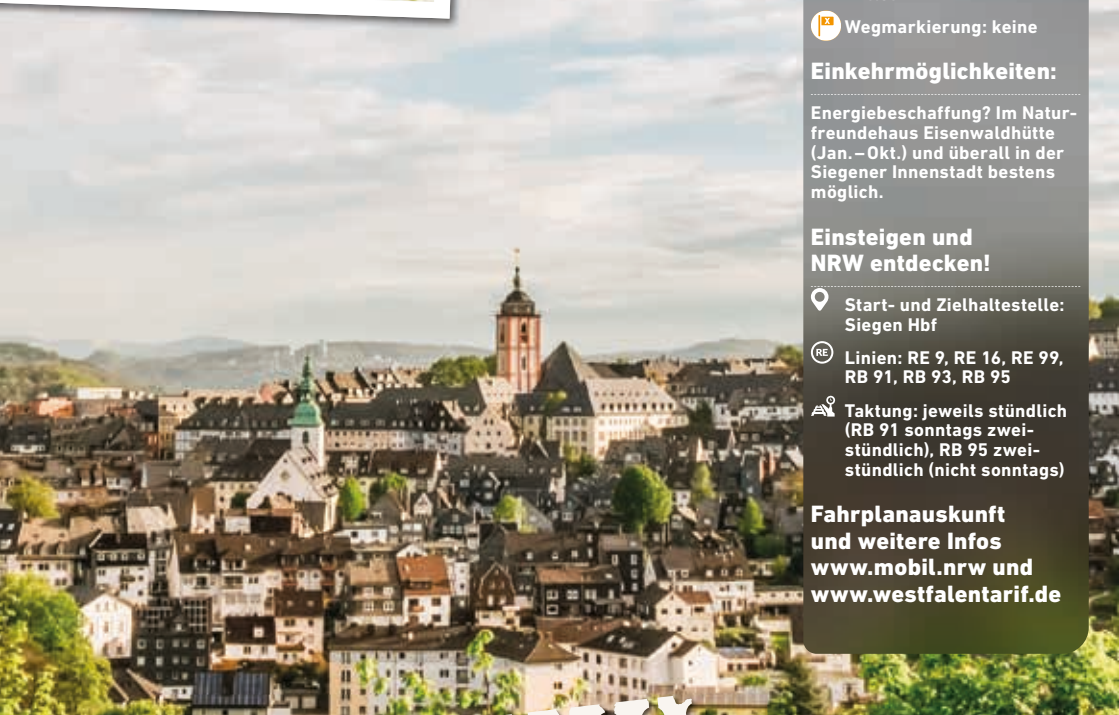 Wegmarkierung: keine
Einkehrmöglichkeiten:
Energiebeschaffung? Im Natur-
freundehaus Eisenwaldhütte
(Jan.–Okt.) und überall in der
Siegener Innenstadt bestens
möglich.
Einsteigen und
NRW entdecken!
Start- und Zielhaltestelle:
Siegen Hbf
RE
Linien: RE 9, RE 16, RE 99,
RB 91, RB 93, RB 95
Taktung: jeweils stündlich
(RB 91 sonntags zwei-
stündlich), RB 95 zwei-
stündlich (nicht sonntags)
Fahrplanauskunft
und weitere Infos
www.mobil.nrw und
www.westfalentarif.de